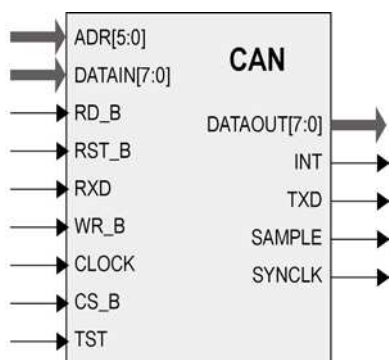 ADR[5:0]
DATAIN[7:0]
RD_B
RST_B
RXD
WR_B
CLOCK
CS_B
TST
CAN
DATAOUT[7:0]
INT
TXD
SAMPLE
SYNCLK